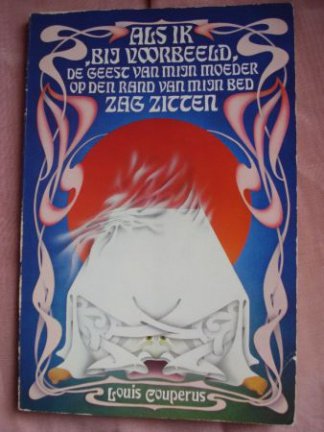 ALS IK
,BIJ VOORBEELD,
DE GEEST VAN MIJN MOEDER
OP DEN RAND VAN MIJN BED
ZAG ZITTEN
Louis Couperus